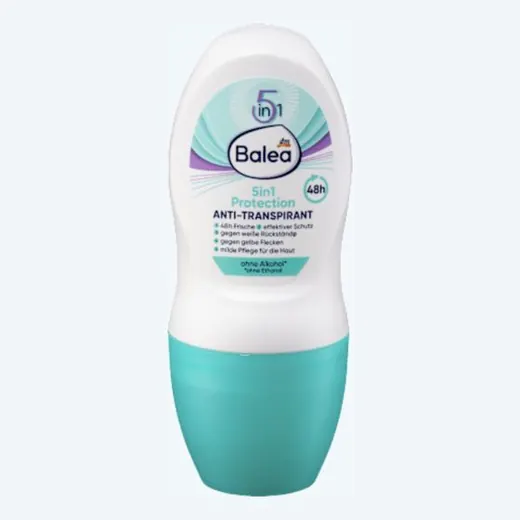 5
in1
dm
Balea
5in1
Protection
48h
ANTI-TRANSPIRANT
48h Frische effektiver Schutz
gegen weiße Rückstände
gegen gelbe Flecken
milde Pflege für die Haut
ohne Alkohol*
*ohne Ethanol